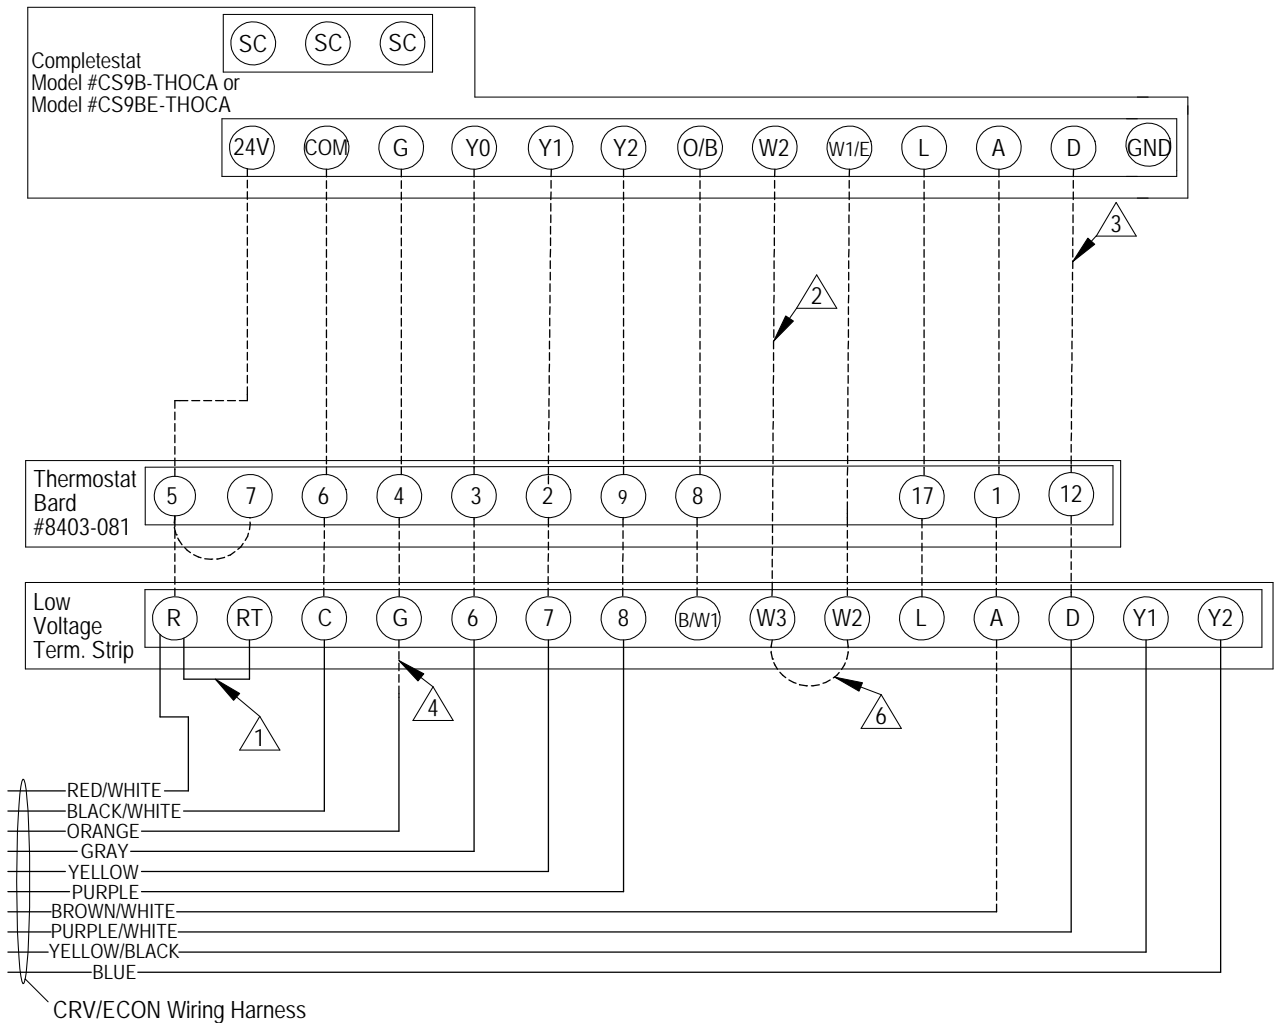 SC SC SC
Completestat
Model #CS9B-THOCA or
Model #CS9BE-THOCA
24V COM G Y0 Y1 Y2 O/B W2 W1/E L A D GND
3
2
Thermostat
Bard
#8403-081
5 7 6 4 3 2 9 8 17 1 12
Low
Voltage
Term. Strip
R RT C G 6 7 8 B/W1 W3 W2 L A D Y1 Y2
1
4
6
RED/WHITE
BLACK/WHITE
ORANGE
GRAY
YELLOW
PURPLE
BROWN/WHITE
PURPLE/WHITE
YELLOW/BLACK
BLUE
CRV/ECON Wiring Harness